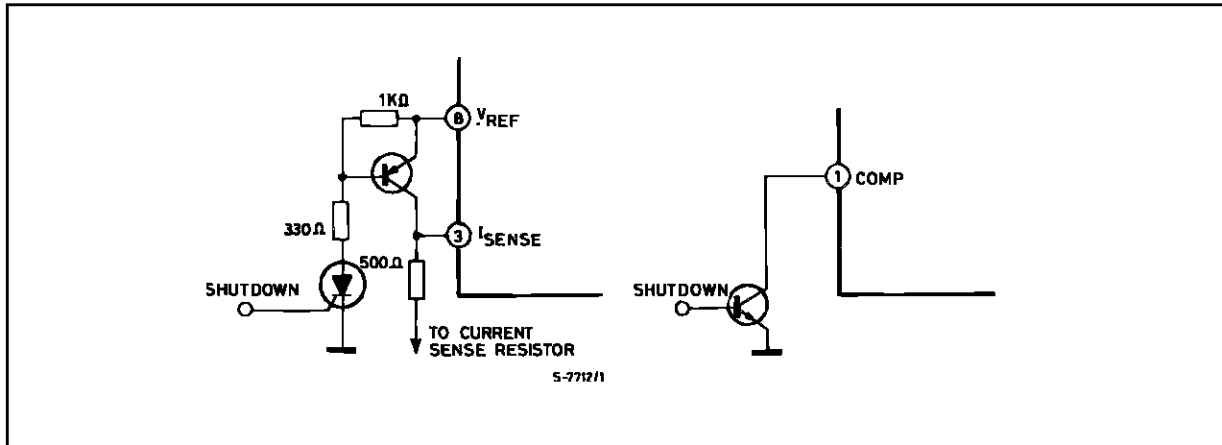 1KΩ
8 VREF
330Ω
3 ISENSE
500Ω
SHUTDOWN
TO CURRENT
SENSE RESISTOR
S-7712/1
1 COMP
SHUTDOWN